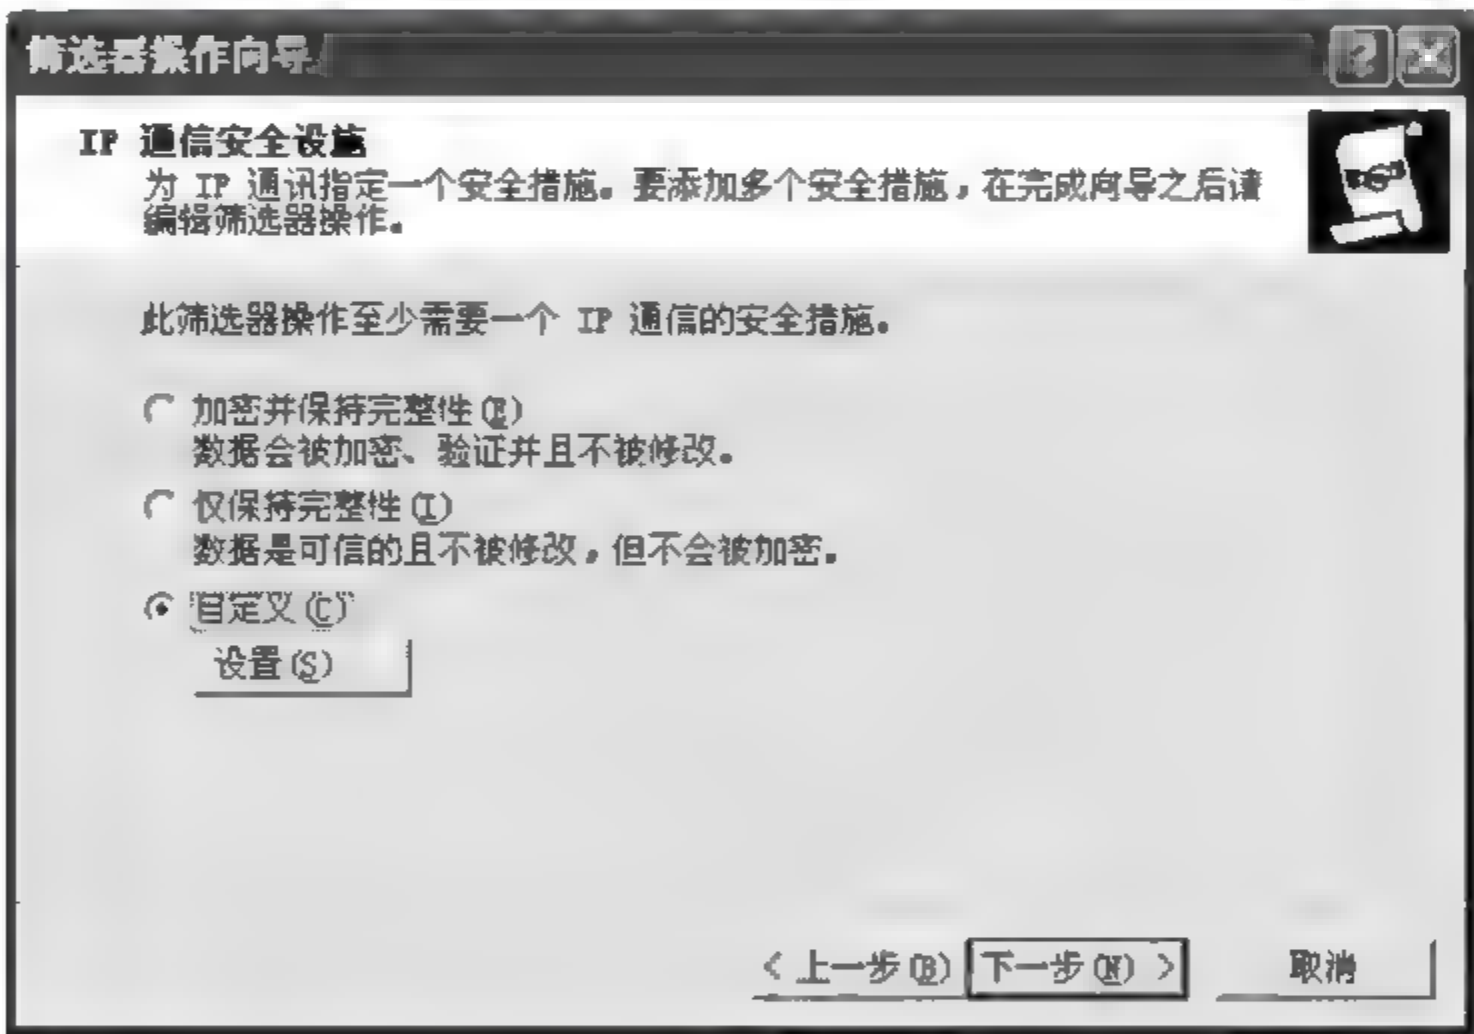 筛选器操作向导
IP 通信安全设施
为 IP 通讯指定一个安全措施。要添加多个安全措施，在完成向导之后请
编辑筛选器操作。
此筛选器操作至少需要一个 IP 通信的安全措施。
加密并保持完整性(E)
数据会被加密、验证并且不被修改。
仅保持完整性(I)
数据是可信的且不被修改，但不会被加密。
自定义(C)
设置(S)
< 上一步(B) 下一步(N) > 取消